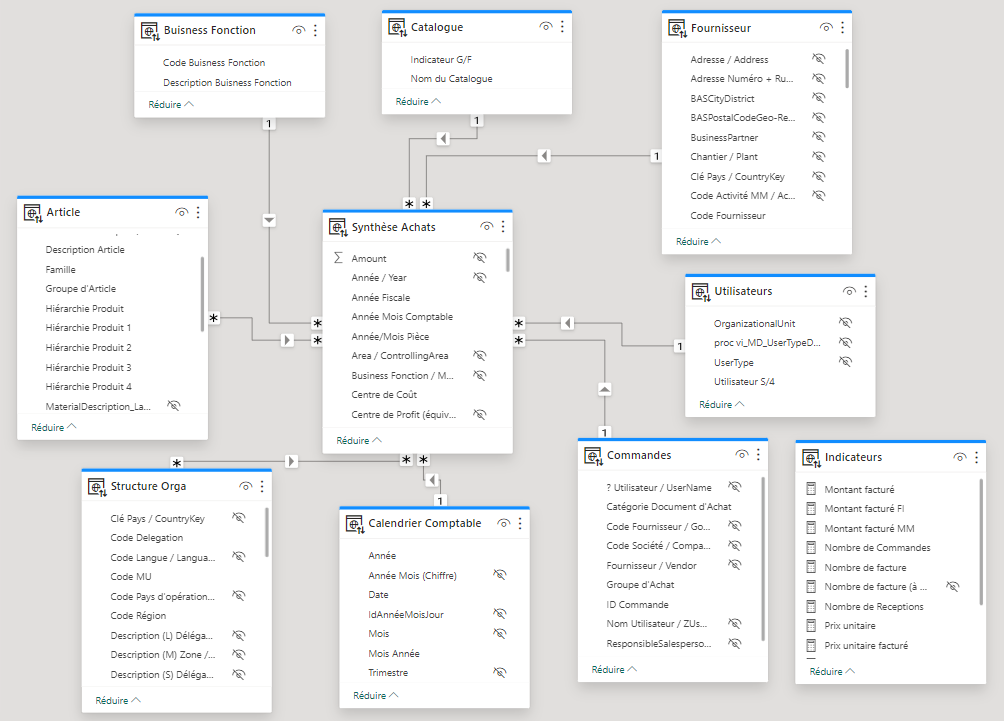 Buisness Fonction
Code Buisness Fonction
Description Buisness Fonction
Réduire
Catalogue
Indicateur G/F
Nom du Catalogue
Réduire
Fournisseur
Adresse / Address
Adresse Numéro + Ru...
BASCityDistrict
BASPostalCodeGeo-Re...
BusinessPartner
Chantier / Plant
Clé Pays / CountryKey
Code Activité MM / Ac...
Code Fournisseur
Réduire
1
1
1
*
*
Article
Description Article
Famille
Groupe d'Article
Hiérarchie Produit
Hiérarchie Produit 1
Hiérarchie Produit 2
Hiérarchie Produit 3
Hiérarchie Produit 4
MaterialDescription_La...
Réduire
*
Synthèse Achats
Σ Amount
Année / Year
Année Fiscale
Année Mois Comptable
Année/Mois Pièce
Area / ControllingArea
Business Fonction / M...
Centre de Coût
Centre de Profit (équiv...
Réduire
*
*
*
*
Utilisateurs
OrganizationalUnit
proc vi_MD_UserTypeD...
UserType
Utilisateur S/4
Réduire
1
1
*
*
*
1
Structure Orga
Clé Pays / CountryKey
Code Delegation
Code Langue / Langua...
Code MU
Code Pays d'opération...
Code Région
Description (L) Déléga...
Description (M) Zone /...
Description (S) Déléga...
Réduire
Calendrier Comptable
Année
Année Mois (Chiffre)
Date
IdAnnéeMoisJour
Mois
Mois Année
Trimestre
Réduire
Commandes
? Utilisateur / UserName
Catégorie Document d'Achat
Code Fournisseur / Go...
Code Société / Compa...
Fournisseur / Vendor
Groupe d'Achat
ID Commande
Nom Utilisateur / ZUs...
ResponsibleSalesperso...
Réduire
Indicateurs
Montant facturé
Montant facturé FI
Montant facturé MM
Nombre de Commandes
Nombre de facture
Nombre de facture (à ...
Nombre de Receptions
Prix unitaire
Prix unitaire facturé
Réduire